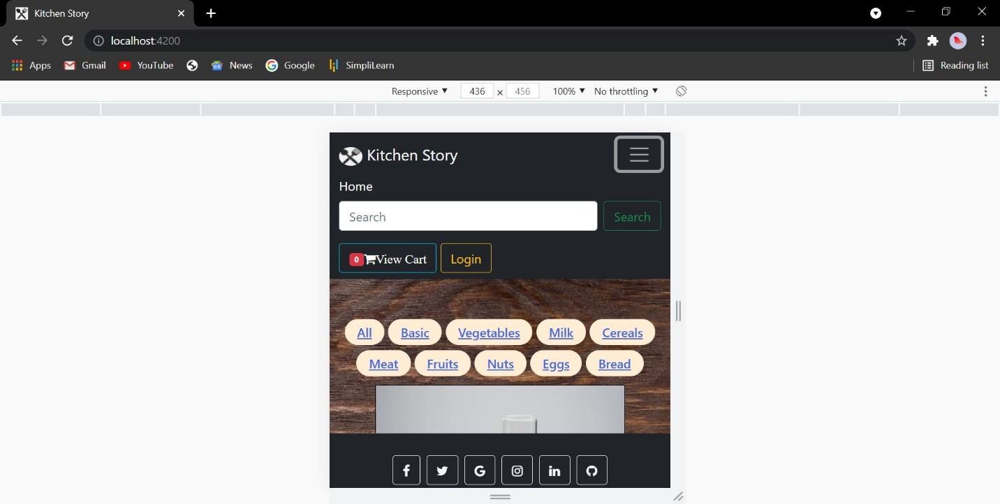 Kitchen Story
localhost:4200
Apps Gmail YouTube News Google SimpliLearn Reading list
Responsive 436 x 456 100% No throttling
Kitchen Story
Home
Search Search
0 View Cart Login
All Basic Vegetables Milk Cereals
Meat Fruits Nuts Eggs Bread